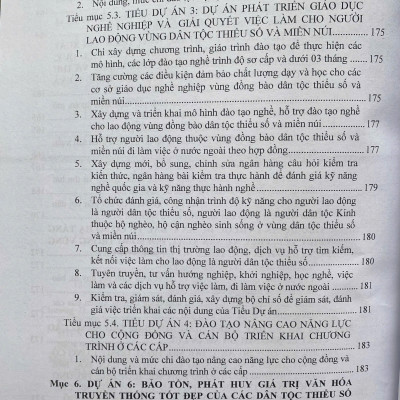 2. Nội dung, mức chi
Tiểu mục 5.3. TIỂU DỰ ÁN 3: DỰ ÁN PHÁT TRIỂN GIÁO DỤC
NGHỀ NGHIỆP VÀ GIẢI QUYẾT VIỆC LÀM CHO NGƯỜI
LAO ĐỘNG VÙNG DÂN TỘC THIỂU SỐ VÀ MIỀN NÚI..........175
1. Chi xây dựng chương trình, giáo trình đào tạo để thực hiện các
mô hình, các lớp đào tạo nghề trình độ sơ cấp và dưới 03 tháng ....... 175
2. Tăng cường các điều kiện đảm bảo chất lượng dạy và học cho các
cơ sở giáo dục nghề nghiệp vùng đồng bào dân tộc thiểu số và
miền núi .......... 175
3. Xây dựng và triển khai mô hình đào tạo nghề, hỗ trợ đào tạo nghề
cho lao động vùng đồng bào dân tộc thiểu số và miền núi ........ 177
4. Hỗ trợ người lao động thuộc vùng đồng bào dân tộc thiểu số và
miền núi đi làm việc ở nước ngoài theo hợp đồng.......... 177
5. Xây dựng mới, bổ sung, chỉnh sửa ngân hàng câu hỏi kiểm tra
kiến thức, ngân hàng bài kiểm tra thực hành để đánh giá kỹ năng
nghề quốc gia và kỹ năng thực hành nghề .......... 179
6. Tổ chức đánh giá, công nhận trình độ kỹ năng cho người lao động
là người dân tộc thiểu số, người lao động là người dân tộc Kinh
thuộc hộ nghèo, hộ cận nghèo sinh sống ở vùng dân tộc thiểu số
và miền núi .......... 180
7. Cung cấp thông tin thị trường lao động, dịch vụ hỗ trợ tìm kiếm,
kết nối việc làm cho lao động là người dân tộc thiểu số.......... 180
8. Tuyên truyền, tư vấn hướng nghiệp, khởi nghiệp, học nghề, việc
làm và các dịch vụ hỗ trợ việc làm, đi làm việc ở nước ngoài ........ 181
9. Kiểm tra, giám sát, đánh giá, xây dựng bộ chỉ số để giám sát, đánh
giá việc triển khai các nội dung của Tiểu Dự án .......... 181
Tiểu mục 5.4. TIỂU DỰ ÁN 4: ĐÀO TẠO NÂNG CAO NĂNG LỰC
CHO CỘNG ĐỒNG VÀ CÁN BỘ TRIỂN KHAI CHƯƠNG
TRÌNH Ở CÁC CẤP.......... 183
1. Nội dung và mức chi đào tạo nâng cao năng lực cho cộng đồng và
cán bộ triển khai chương trình ở các cấp.......... 183
Mục 6. DỰ ÁN 6: BẢO TỒN, PHÁT HUY GIÁ TRỊ VĂN HÓA
TRUYỀN THỐNG TỐT ĐẸP CỦA CÁC DÂN TỘC THIỂU SỐ